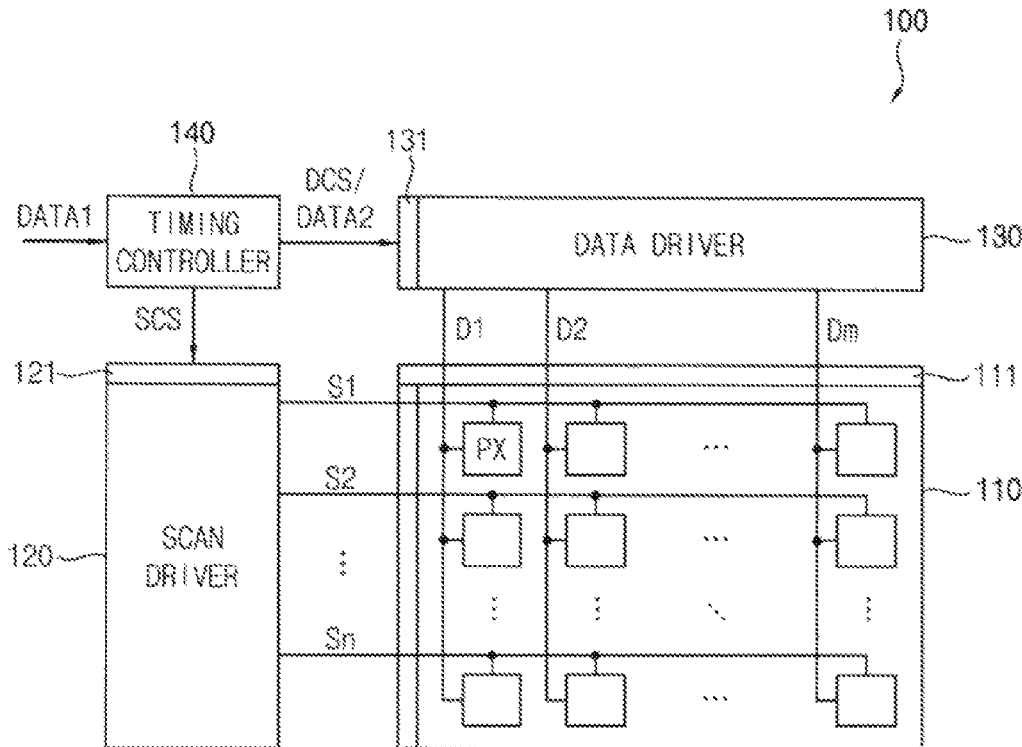 100
140
131
DCS/
DATA2
DATA1
TIMING
CONTROLLER
DATA DRIVER
130
SCS
D1
D2
Dm
121
111
S1
PX
...
S2
110
120
SCAN
DRIVER
...
Sn
...